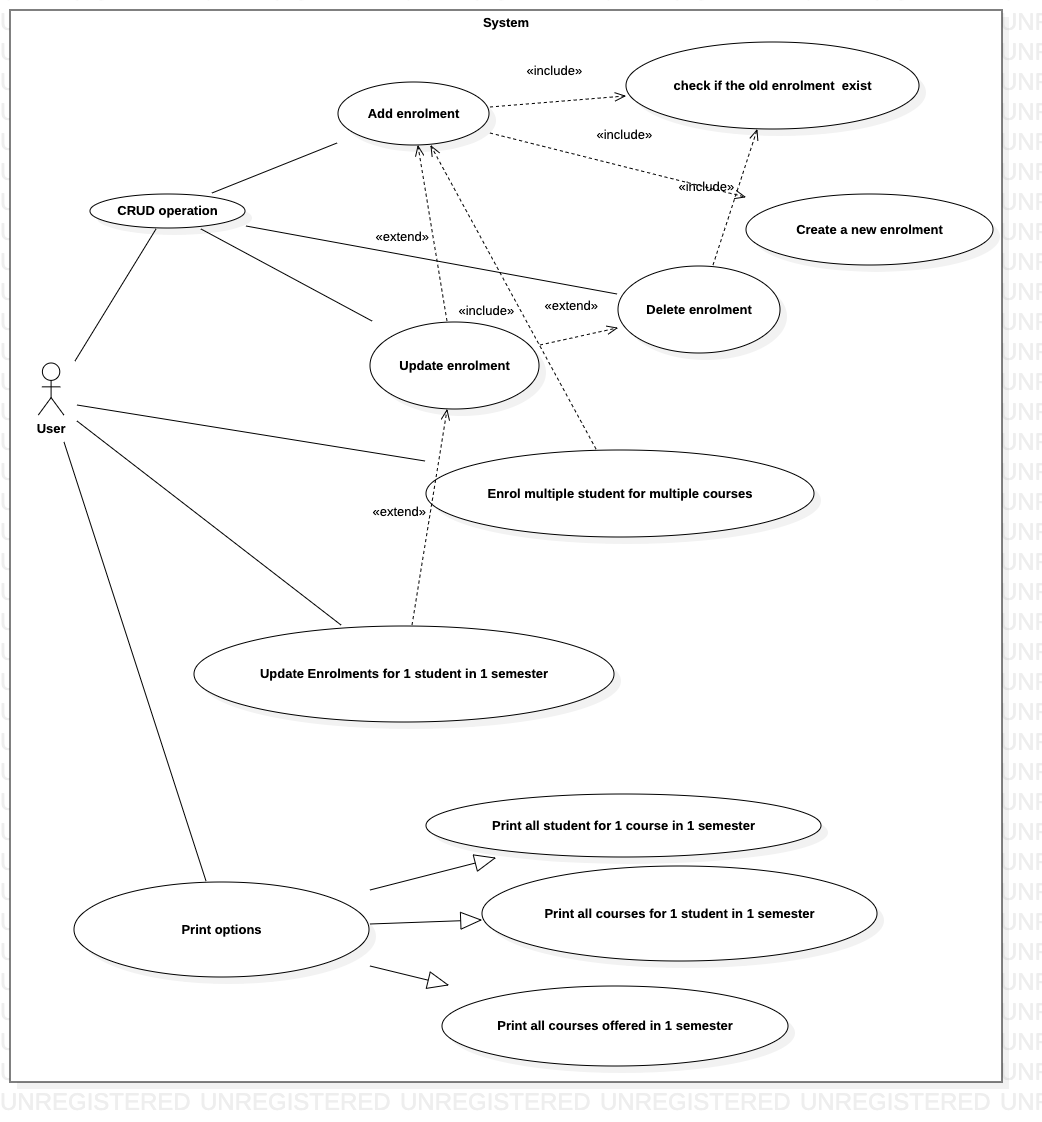 System
«include»
check if the old enrolment  exist
Add enrolment
«include»
«include»
CRUD operation
Create a new enrolment
«extend»
«include»
«extend»
Delete enrolment
Update enrolment
User
Enrol multiple student for multiple courses
«extend»
Update Enrolments for 1 student in 1 semester
Print all student for 1 course in 1 semester
Print all courses for 1 student in 1 semester
Print options
Print all courses offered in 1 semester
UNREGISTERED UNREGISTERED UNREGISTERED UNREGISTERED UNREGISTERED UNR